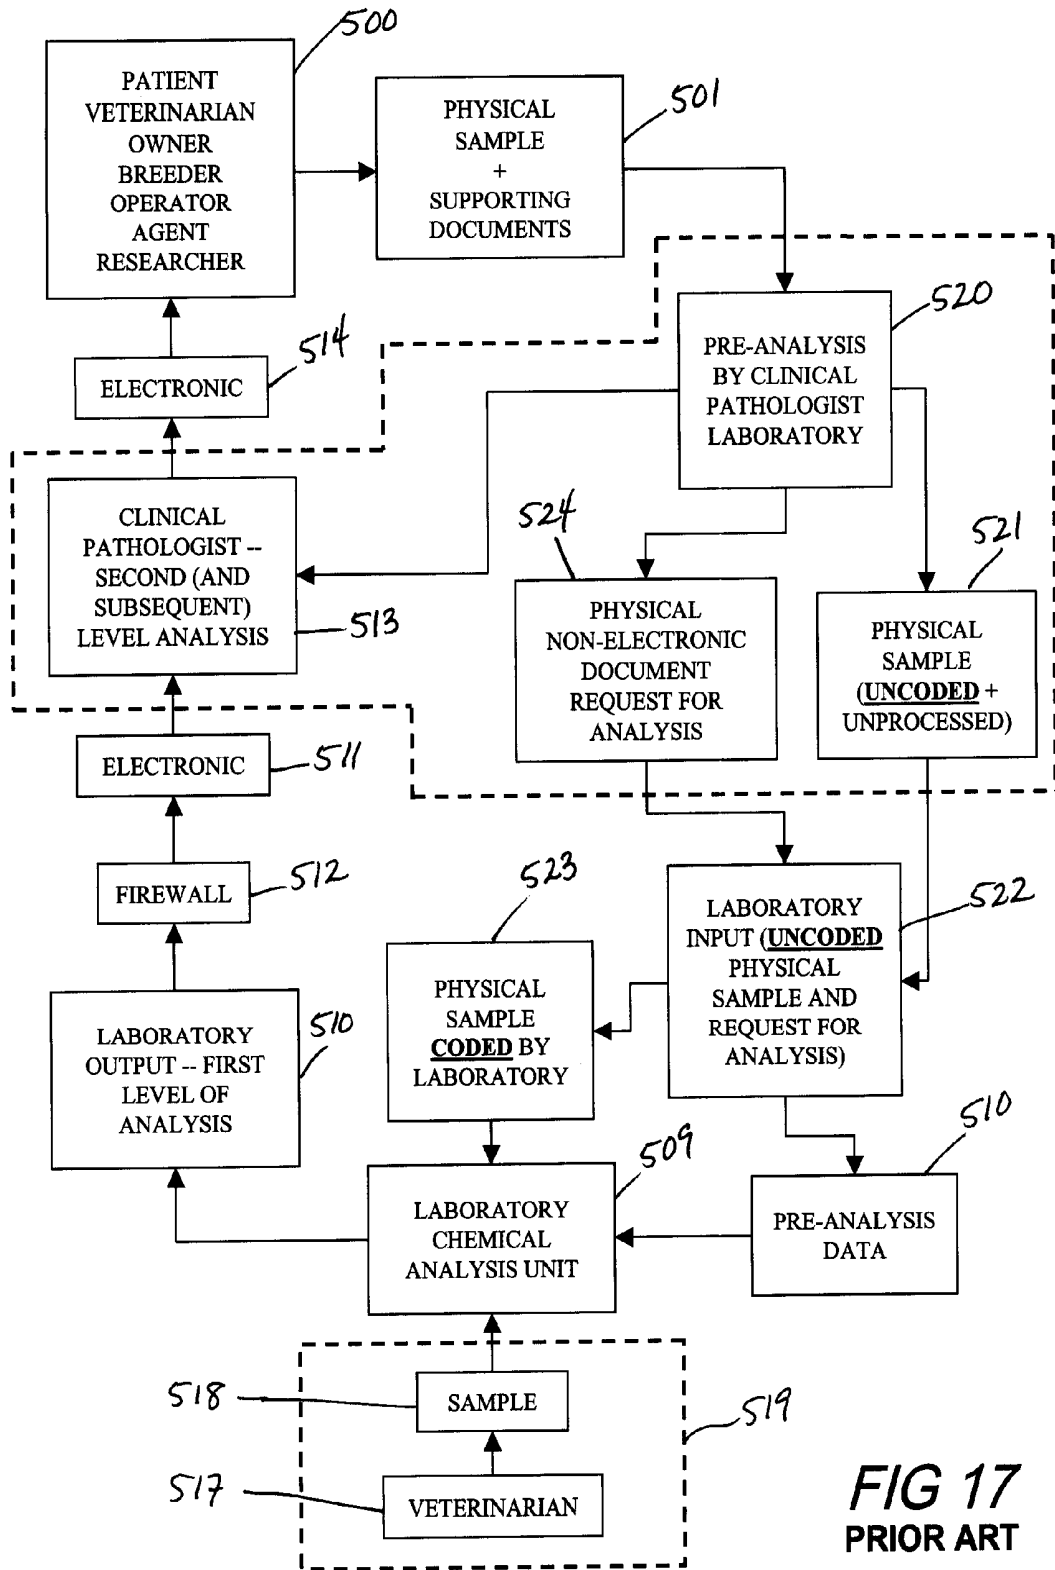 500
PATIENT
VETERINARIAN
OWNER
BREEDER
OPERATOR
AGENT
RESEARCHER
PHYSICAL
SAMPLE
+
SUPPORTING
DOCUMENTS
501
514
ELECTRONIC
520
PRE-ANALYSIS
BY CLINICAL
PATHOLOGIST
LABORATORY
CLINICAL
PATHOLOGIST --
SECOND (AND
SUBSEQUENT)
LEVEL ANALYSIS
513
524
PHYSICAL
NON-ELECTRONIC
DOCUMENT
REQUEST FOR
ANALYSIS
521
PHYSICAL
SAMPLE
(UNCODED +
UNPROCESSED)
ELECTRONIC
511
FIREWALL
512
523
PHYSICAL
SAMPLE
CODED BY
LABORATORY
522
LABORATORY
INPUT (UNCODED
PHYSICAL
SAMPLE AND
REQUEST FOR
ANALYSIS)
LABORATORY
OUTPUT -- FIRST
LEVEL OF
ANALYSIS
510
509
LABORATORY
CHEMICAL
ANALYSIS UNIT
510
PRE-ANALYSIS
DATA
518
SAMPLE
519
517
VETERINARIAN
FIG 17
PRIOR ART